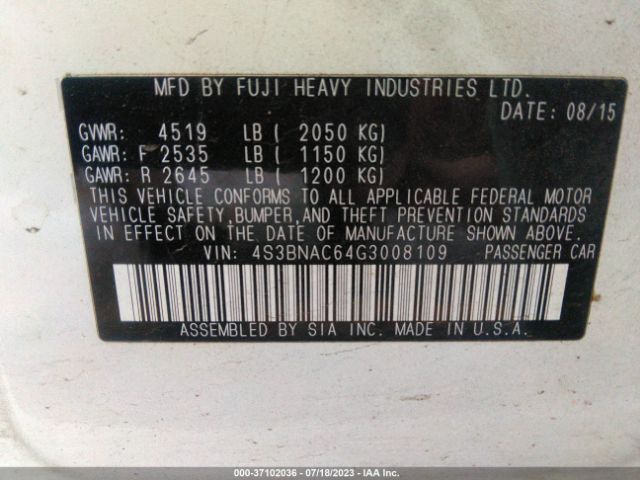 MFD BY FUJI HEAVY INDUSTRIES LTD.
DATE: 08/15
GVWR: 4519 LB ( 2050 KG)
GAWR: F 2535 LB ( 1150 KG)
GAWR: R 2645 LB ( 1200 KG)
THIS VEHICLE CONFORMS TO ALL APPLICABLE FEDERAL MOTOR
VEHICLE SAFETY,BUMPER,AND THEFT PREVENTION STANDARDS
IN EFFECT ON THE DATE OF MANUFACTURE SHOWN ABOVE.
VIN: 4S3BNAC64G3008109 PASSENGER CAR
ASSEMBLED BY SIA INC. MADE IN U.S.A.
000-37102036 - 07/18/2023 - IAA Inc.